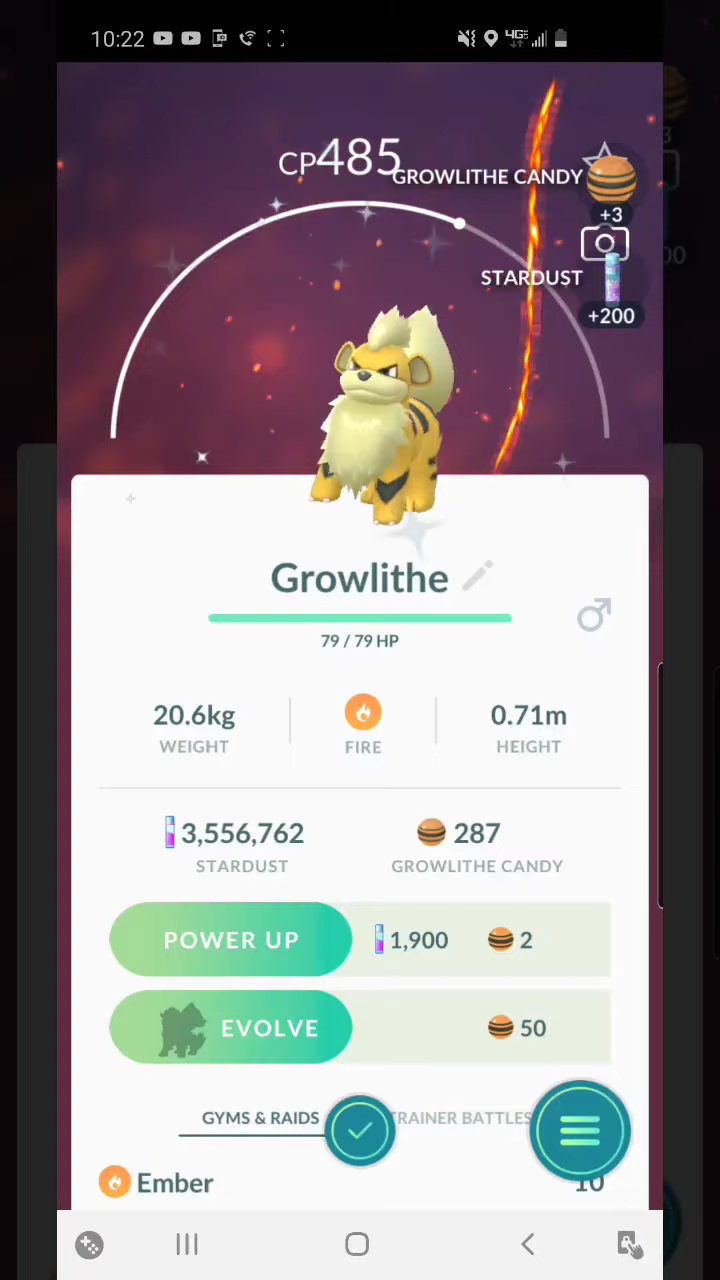 10:22
4GE
CP485
GROWLITHE CANDY
+3
STARDUST
+200
Growlithe
79 / 79 HP
20.6kg
WEIGHT
FIRE
0.71m
HEIGHT
3,556,762
STARDUST
287
GROWLITHE CANDY
POWER UP 1,900 2
EVOLVE 50
GYMS & RAIDS
TRAINER BATTLES
Ember 10